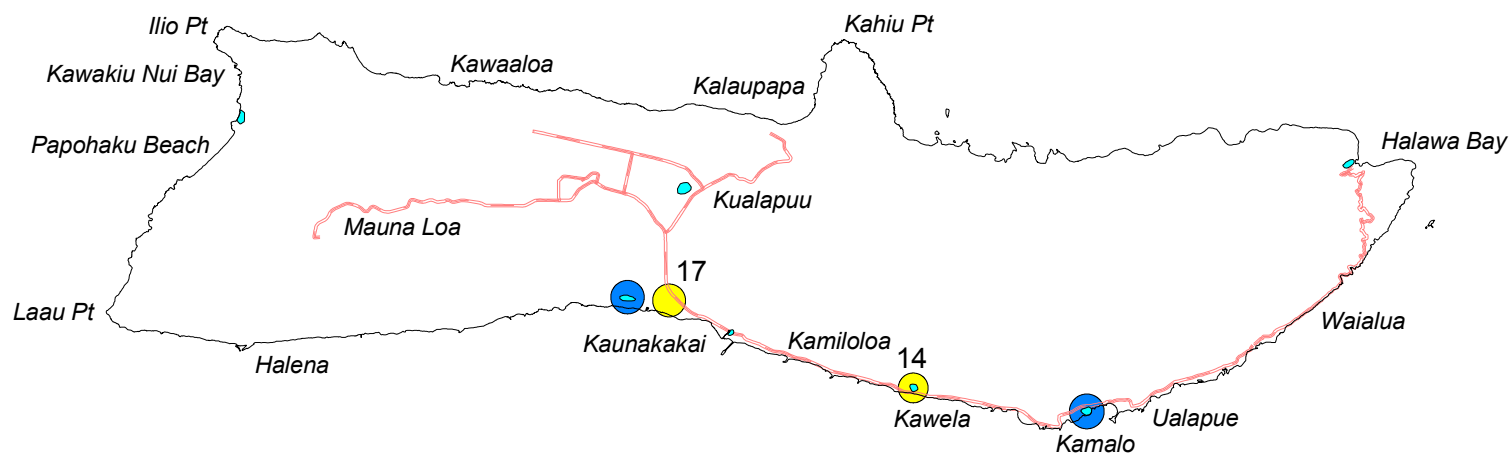 Ilio Pt
Kahiu Pt
Kawakiu Nui Bay
Kawaaloa
Kalaupapa
Papohaku Beach
Halawa Bay
Kualapuu
Mauna Loa
17
Laau Pt
Waialua
Kaunakakai
Halena
Kamiloloa
14
Kawela
Ualapue
Kamalo